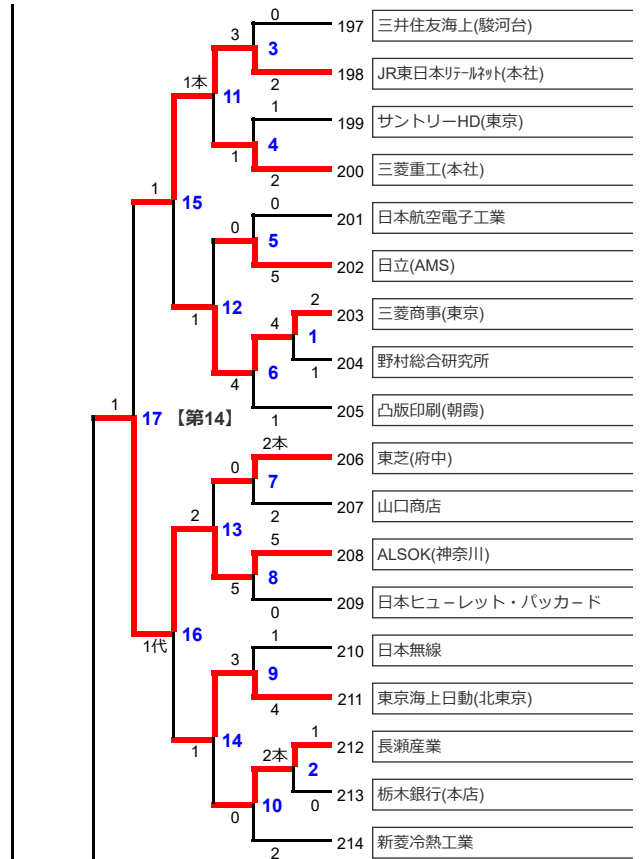 0
197 三井住友海上(駿河台)
3
3
198 JR東日本リテールネット(本社)
1本
2
11
1
199 サントリーHD(東京)
4
1
200 三菱重工(本社)
2
1
15
0
201 日本航空電子工業
0
5
202 日立(AMS)
5
12
2
203 三菱商事(東京)
1
4
1
204 野村総合研究所
6
1
4
205 凸版印刷(朝霞)
1
1
17 【第14】
2本
206 東芝(府中)
0
7
207 山口商店
2
2
13
5
208 ALSOK(神奈川)
8
5
209 日本ヒューレット・パッカード
0
16
1代
1
210 日本無線
3
9
211 東京海上日動(北東京)
4
14
1
1
212 長瀬産業
2本
2
213 栃木銀行(本店)
0
10
0
214 新菱冷熱工業
2